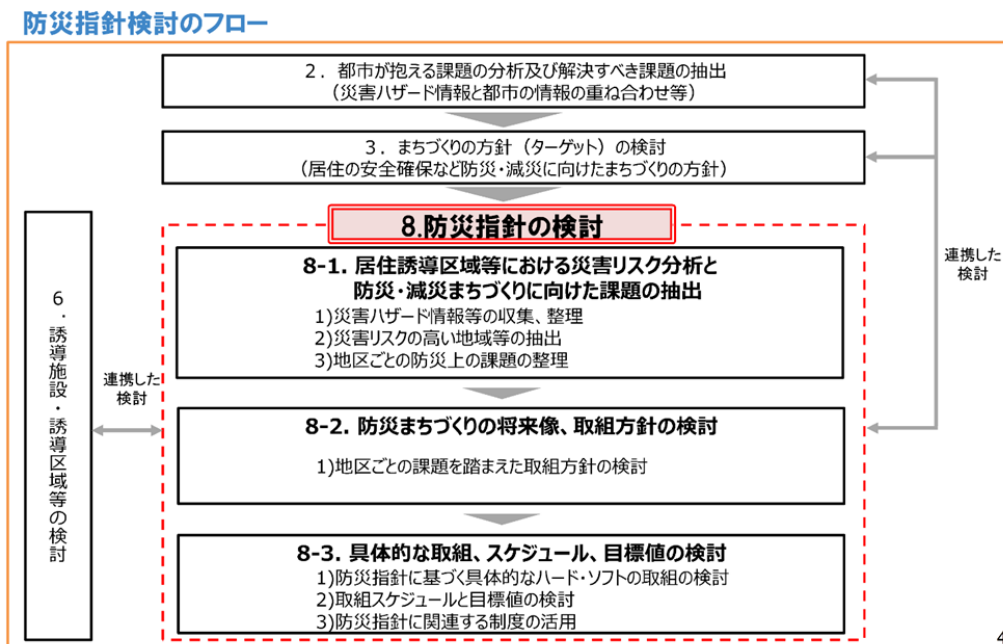 防災指針検討のフロー
2．都市が抱える課題の分析及び解決すべき課題の抽出
（災害ハザード情報と都市の情報の重ね合わせ等）
3．まちづくりの方針（ターゲット）の検討
（居住の安全確保など防災・減災に向けたまちづくりの方針）
8.防災指針の検討
8-1. 居住誘導区域等における災害リスク分析と
防災・減災まちづくりに向けた課題の抽出
1)災害ハザード情報等の収集、整理
2)災害リスクの高い地域等の抽出
3)地区ごとの防災上の課題の整理
8-2. 防災まちづくりの将来像、取組方針の検討
1)地区ごとの課題を踏まえた取組方針の検討
8-3. 具体的な取組、スケジュール、目標値の検討
1)防災指針に基づく具体的なハード・ソフトの取組の検討
2)取組スケジュールと目標値の検討
3)防災指針に関連する制度の活用
6．誘導施設・誘導区域等の検討
連携した
検討
連携した
検討
4